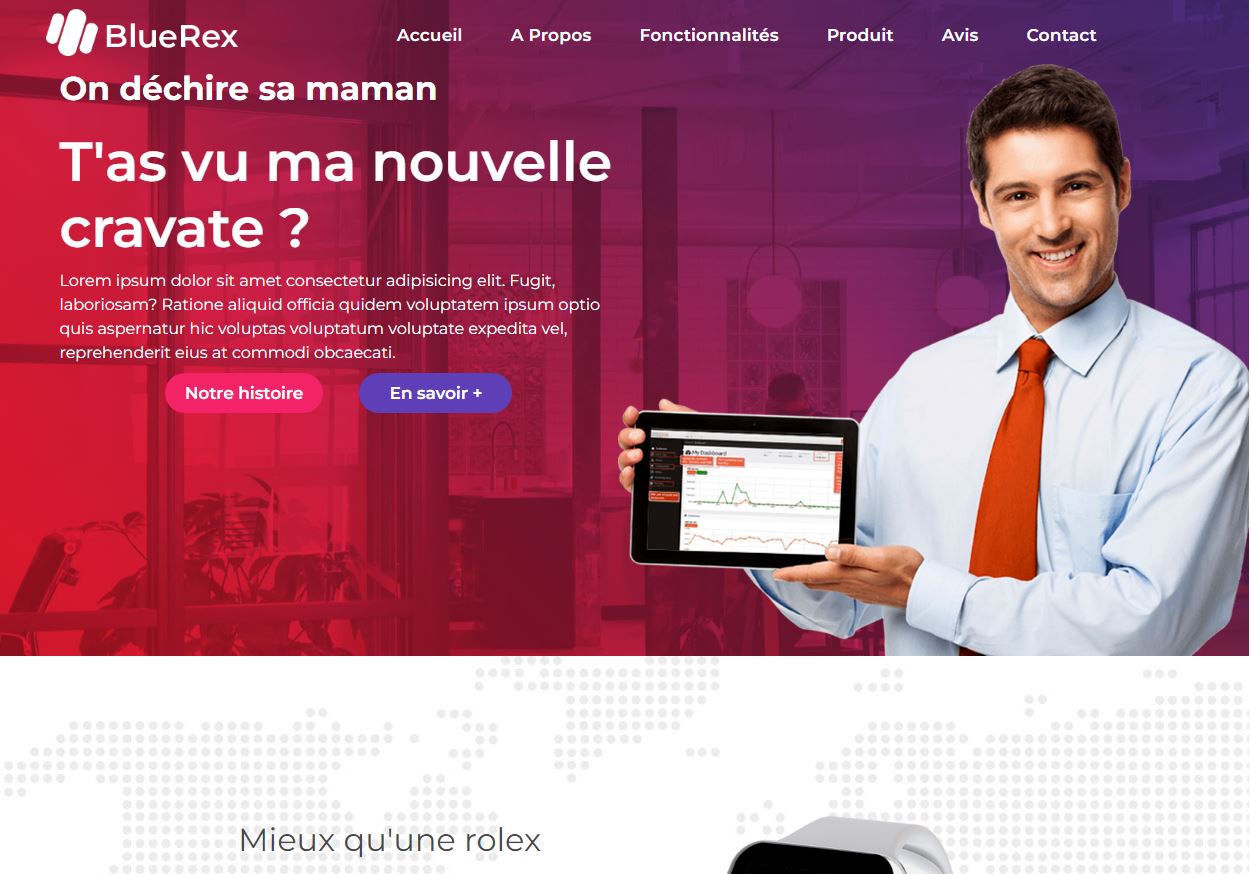 BlueRex
Accueil
A Propos
Fonctionnalités
Produit
Avis
Contact
On déchire sa maman
T'as vu ma nouvelle
cravate ?
Lorem ipsum dolor sit amet consectetur adipisicing elit. Fugit,
laboriosam? Ratione aliquid officia quidem voluptatem ipsum optio
quis aspernatur hic voluptas voluptatum voluptate expedita vel,
reprehenderit eius at commodi obcaecati.
Notre histoire
En savoir +
My Dashboard
Mieux qu'une rolex